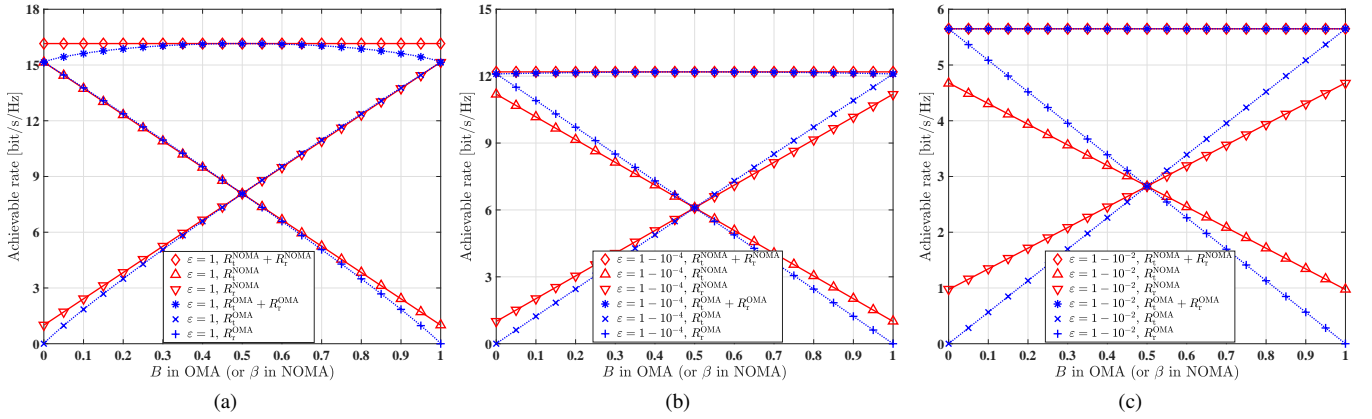 Achievable rate [bit/s/Hz]
18
15
12
9
6
3
0
ε = 1, R_t^NOMA + R_r^NOMA
ε = 1, R_t^NOMA
ε = 1, R_r^NOMA
ε = 1, R_t^OMA + R_r^OMA
ε = 1, R_t^OMA
ε = 1, R_r^OMA
0 0.1 0.2 0.3 0.4 0.5 0.6 0.7 0.8 0.9 1
B in OMA (or β in NOMA)
(a)
Achievable rate [bit/s/Hz]
15
12
9
6
3
0
ε = 1 − 10^-4, R_t^NOMA + R_r^NOMA
ε = 1 − 10^-4, R_t^NOMA
ε = 1 − 10^-4, R_r^NOMA
ε = 1 − 10^-4, R_t^OMA + R_r^OMA
ε = 1 − 10^-4, R_t^OMA
ε = 1 − 10^-4, R_r^OMA
0 0.1 0.2 0.3 0.4 0.5 0.6 0.7 0.8 0.9 1
B in OMA (or β in NOMA)
(b)
Achievable rate [bit/s/Hz]
6
5
4
3
2
1
0
ε = 1 − 10^-2, R_t^NOMA + R_r^NOMA
ε = 1 − 10^-2, R_t^NOMA
ε = 1 − 10^-2, R_r^NOMA
ε = 1 − 10^-2, R_t^OMA + R_r^OMA
ε = 1 − 10^-2, R_t^OMA
ε = 1 − 10^-2, R_r^OMA
0 0.1 0.2 0.3 0.4 0.5 0.6 0.7 0.8 0.9 1
B in OMA (or β in NOMA)
(c)